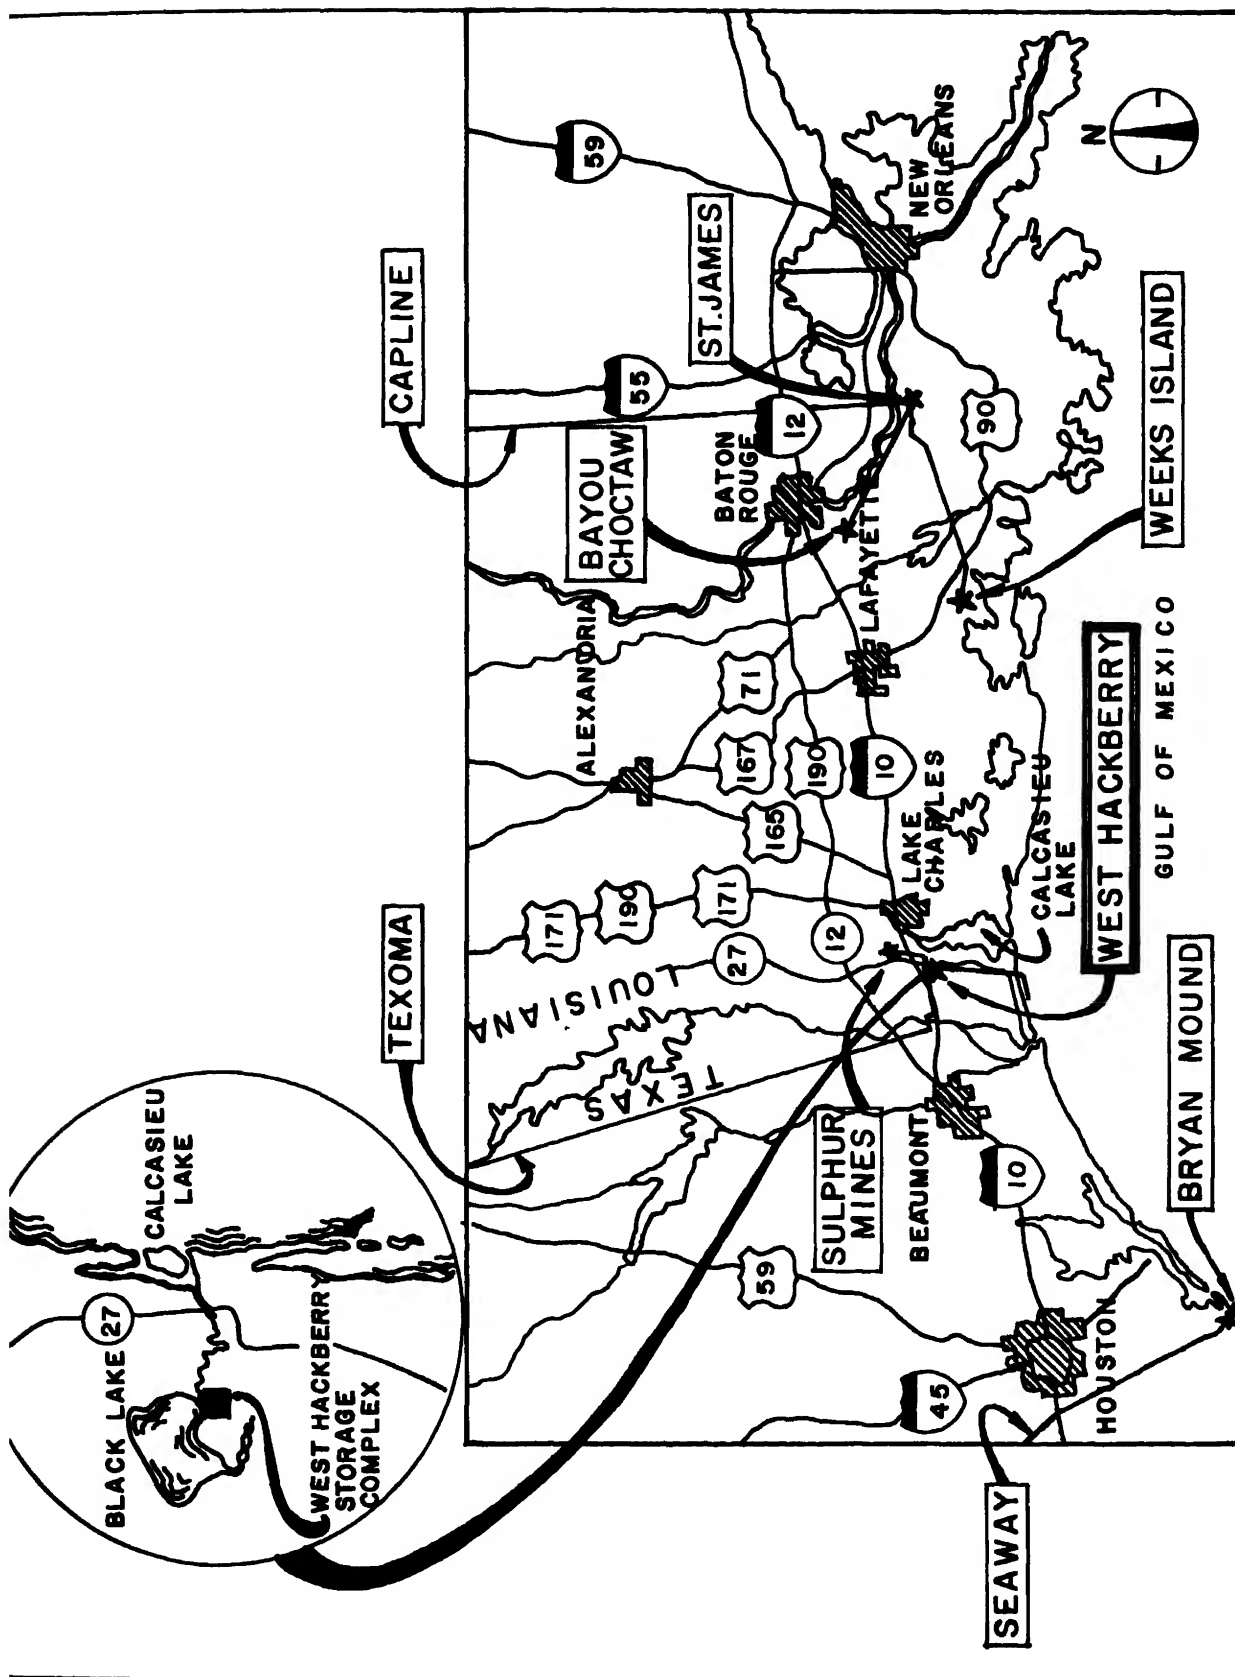 BLACK LAKE
27
CALCASIEU
LAKE
WEST HACKBERRY
STORAGE
COMPLEX
TEXOMA
CAPLINE
59
55
ALEXANDRIA
BAYOU
CHOCTAW
ST. JAMES
171
190
171
LOUISIANA
TEXAS
27
12
165
167
71
190
BATON
ROUGE
12
59
45
SULPHUR
MINES
BEAUMONT
10
LAKE
CHARLES
10
LAFAYETTE
90
NEW
ORLEANS
N
SEAWAY
HOUSTON
CALCASIEU
LAKE
WEST HACKBERRY
BRYAN MOUND
GULF OF MEXICO
WEEKS ISLAND